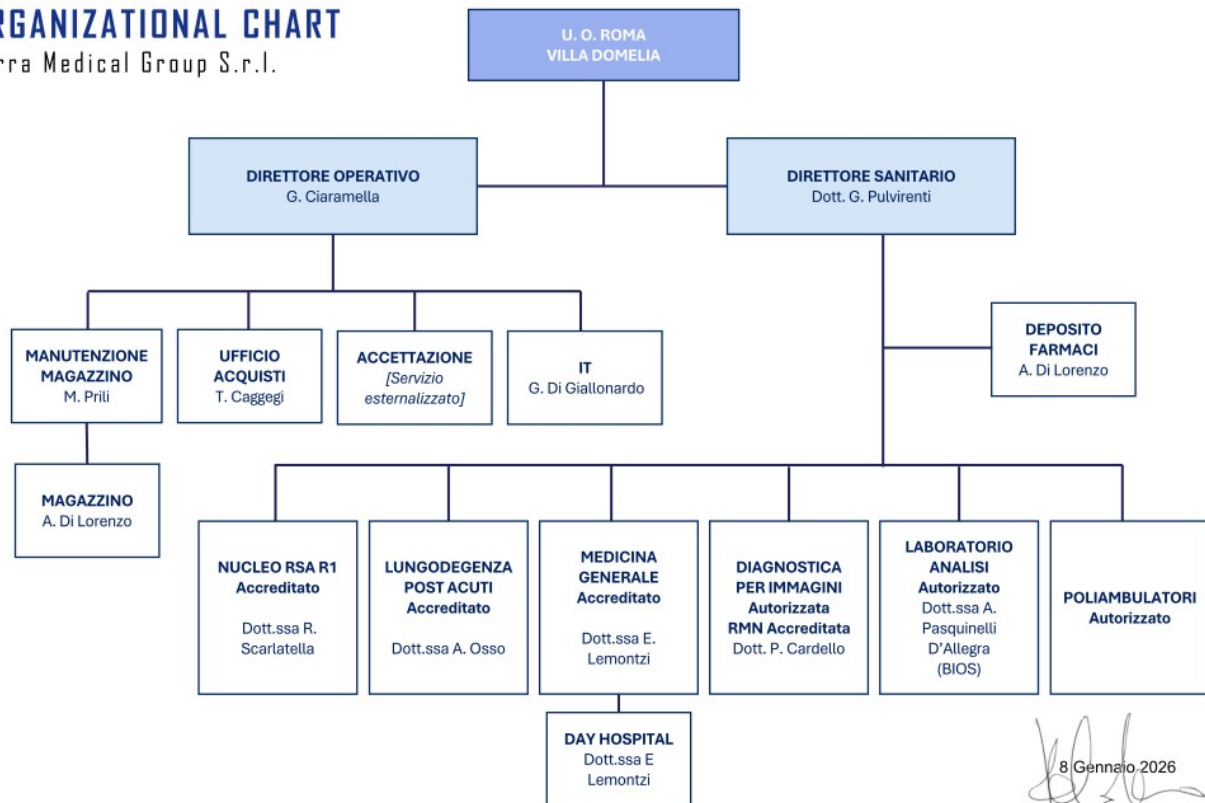 RGANIZATIONAL CHART
rra Medical Group S.r.l.
U. O. ROMA
VILLA DOMELIA
DIRETTORE OPERATIVO
G. Ciaramella
DIRETTORE SANITARIO
Dott. G. Pulvirenti
MANUTENZIONE
MAGAZZINO
M. Prili
UFFICIO
ACQUISTI
T. Caggegi
ACCETTAZIONE
[Servizio
esternalizzato]
IT
G. Di Giallonardo
DEPOSITO
FARMACI
A. Di Lorenzo
MAGAZZINO
A. Di Lorenzo
NUCLEO RSA R1
Accreditato
Dott.ssa R.
Scarlatella
LUNGODEGENZA
POST ACUTI
Accreditato
Dott.ssa A. Osso
MEDICINA
GENERALE
Accreditato
Dott.ssa E.
Lemontzi
DIAGNOSTICA
PER IMMAGINI
Autorizzata
RMN Accreditata
Dott. P. Cardello
LABORATORIO
ANALISI
Autorizzato
Dott.ssa A.
Pasquinelli
D'Allegra
(BIOS)
POLIAMBULATORI
Autorizzato
DAY HOSPITAL
Dott.ssa E
Lemontzi
8 Gennaio 2026